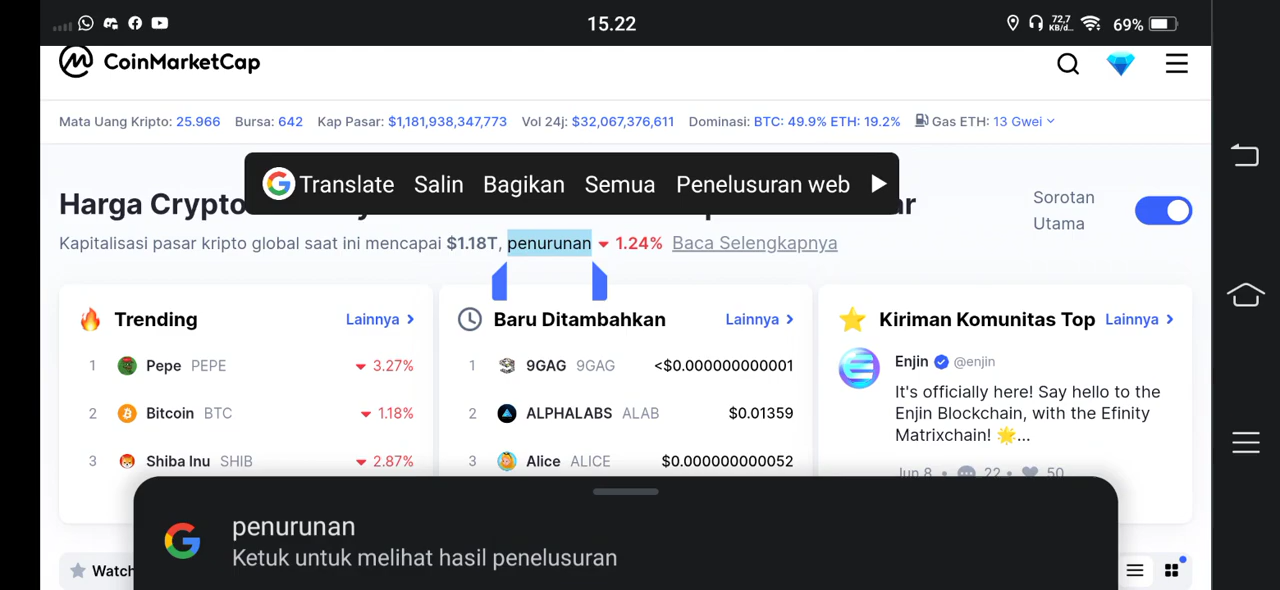 15.22
72,7
KB/d...
69%
CoinMarketCap
Mata Uang Kripto: 25.966 Bursa: 642 Kap Pasar: $1,181,938,347,773 Vol 24j: $32,067,376,611 Dominasi: BTC: 49.9% ETH: 19.2% Gas ETH: 13 Gwei
Translate Salin Bagikan Semua Penelusuran web
Harga Crypto
ar
Sorotan
Utama
Kapitalisasi pasar kripto global saat ini mencapai $1.18T, penurunan 1.24% Baca Selengkapnya
Trending Lainnya
1 Pepe PEPE 3.27%
2 Bitcoin BTC 1.18%
3 Shiba Inu SHIB 2.87%
Baru Ditambahkan Lainnya
1 9GAG 9GAG <$0.000000000001
2 ALPHALABS ALAB $0.01359
3 Alice ALICE $0.000000000052
Kiriman Komunitas Top Lainnya
Enjin @enjin
It's officially here! Say hello to the
Enjin Blockchain, with the Efinity
Matrixchain! 🌟...
Jun 8 • 22 • 50
Watch
penurunan
Ketuk untuk melihat hasil penelusuran